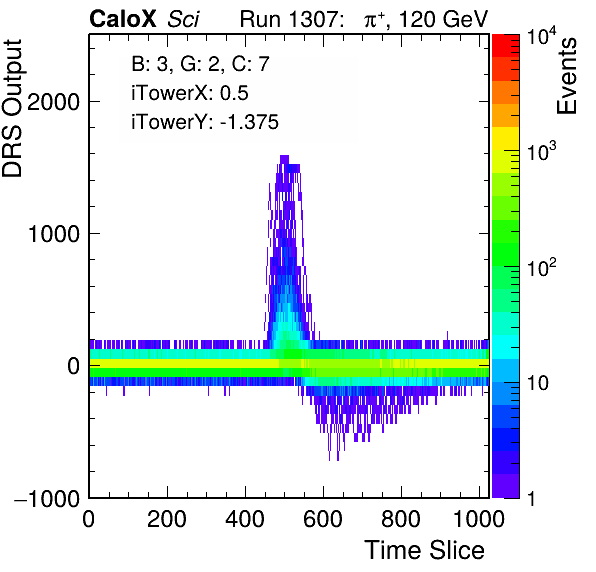 CaloX Sci Run 1307: π⁺, 120 GeV
B: 3, G: 2, C: 7
iTowerX: 0.5
iTowerY: -1.375
DRS Output
2000
1000
0
−1000
0 200 400 600 800 1000
Time Slice
Events
10⁴
10³
10²
10
1